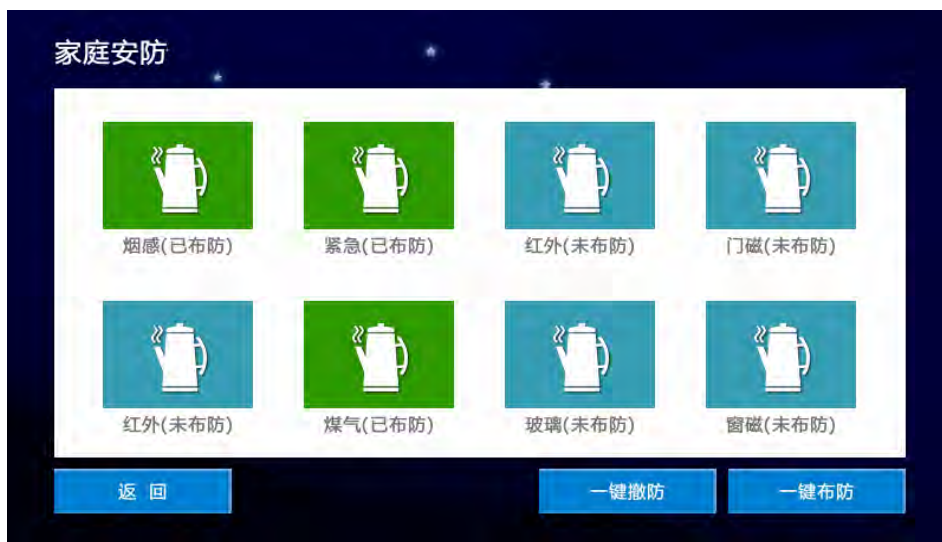 家庭安防
烟感(已布防) 紧急(已布防) 红外(未布防) 门磁(未布防)
红外(未布防) 煤气(已布防) 玻璃(未布防) 窗磁(未布防)
返 回 一键撤防 一键布防